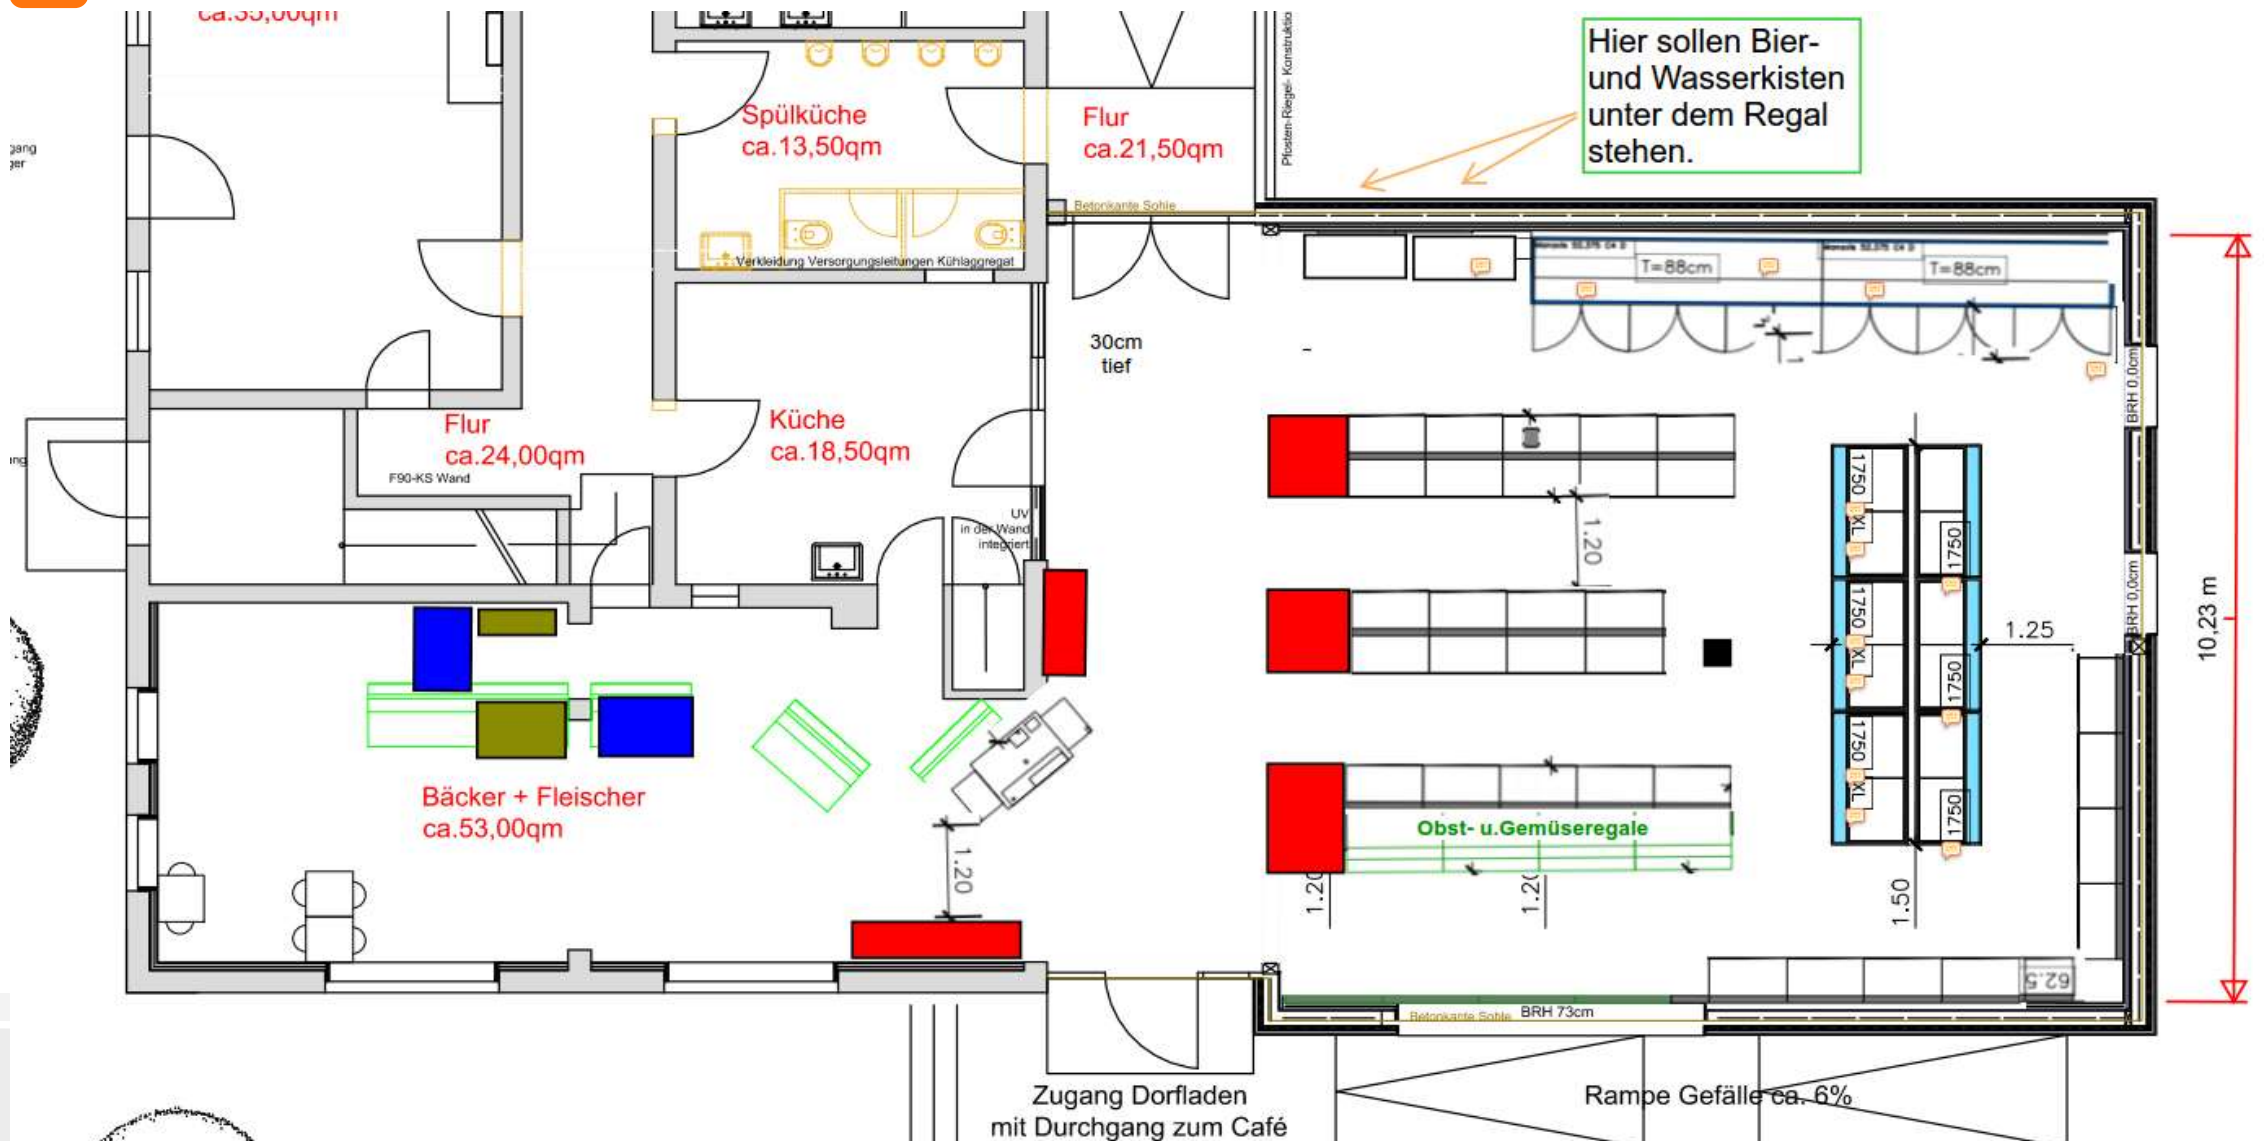 ca.35,00qm
Hier sollen Bier-
und Wasserkisten
unter dem Regal
stehen.
Pfosten-Riegel- Konstruktio
Spülküche
ca.13,50qm
Flur
ca.21,50qm
gang
ger
Betonkante Sohle
Verkleidung Versorgungsleitungen Kühlaggregat
T=88cm
T=88cm
30cm
tief
BRH 0,0cm
Flur
ca.24,00qm
F90-KS Wand
Küche
ca.18,50qm
ung
UV
in der Wand
integriert
1.20
1750
XL
1750
1750
XL
1750
1750
XL
1750
BRH 0,0cm
1.25
10,23 m
Bäcker + Fleischer
ca.53,00qm
1.20
Obst- u.Gemüseregale
1.20
1.20
1.50
62.5
Betonkante Sohle
BRH 73cm
Zugang Dorfladen
mit Durchgang zum Café
Rampe Gefälle ca. 6%